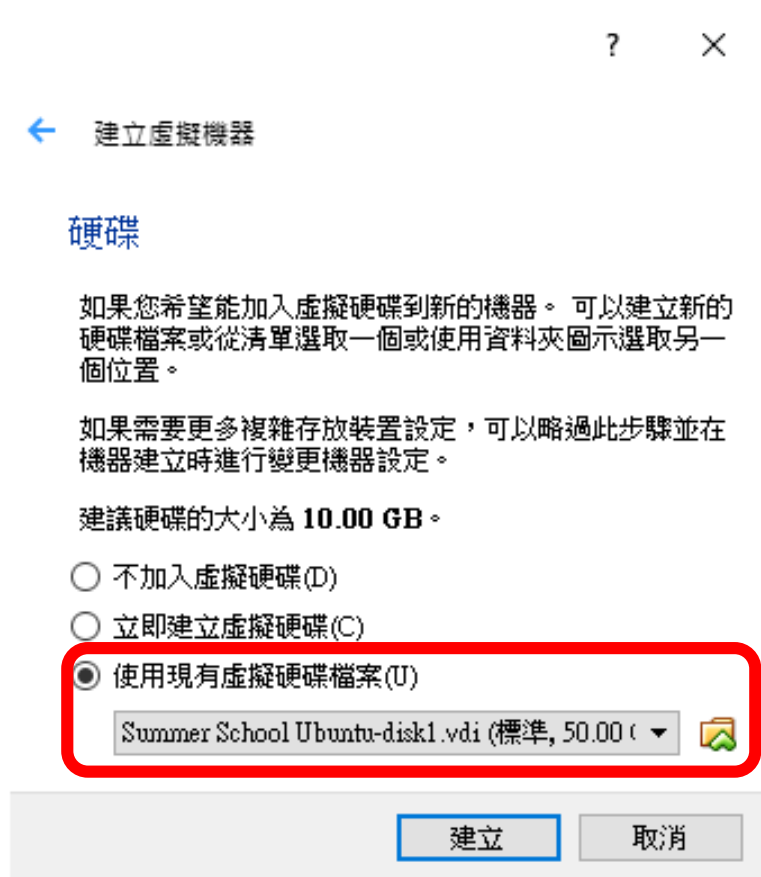 ?
建立虛擬機器
硬碟
如果您希望能加入虛擬硬碟到新的機器。 可以建立新的
硬碟檔案或從清單選取一個或使用資料夾圖示選取另一
個位置。
如果需要更多複雜存放裝置設定，可以略過此步驟並在
機器建立時進行變更機器設定。
建議硬碟的大小為 10.00 GB。
不加入虛擬硬碟(D)
立即建立虛擬硬碟(C)
使用現有虛擬硬碟檔案(U)
Summer School Ubuntu-disk1.vdi (標準, 50.00
建立
取消